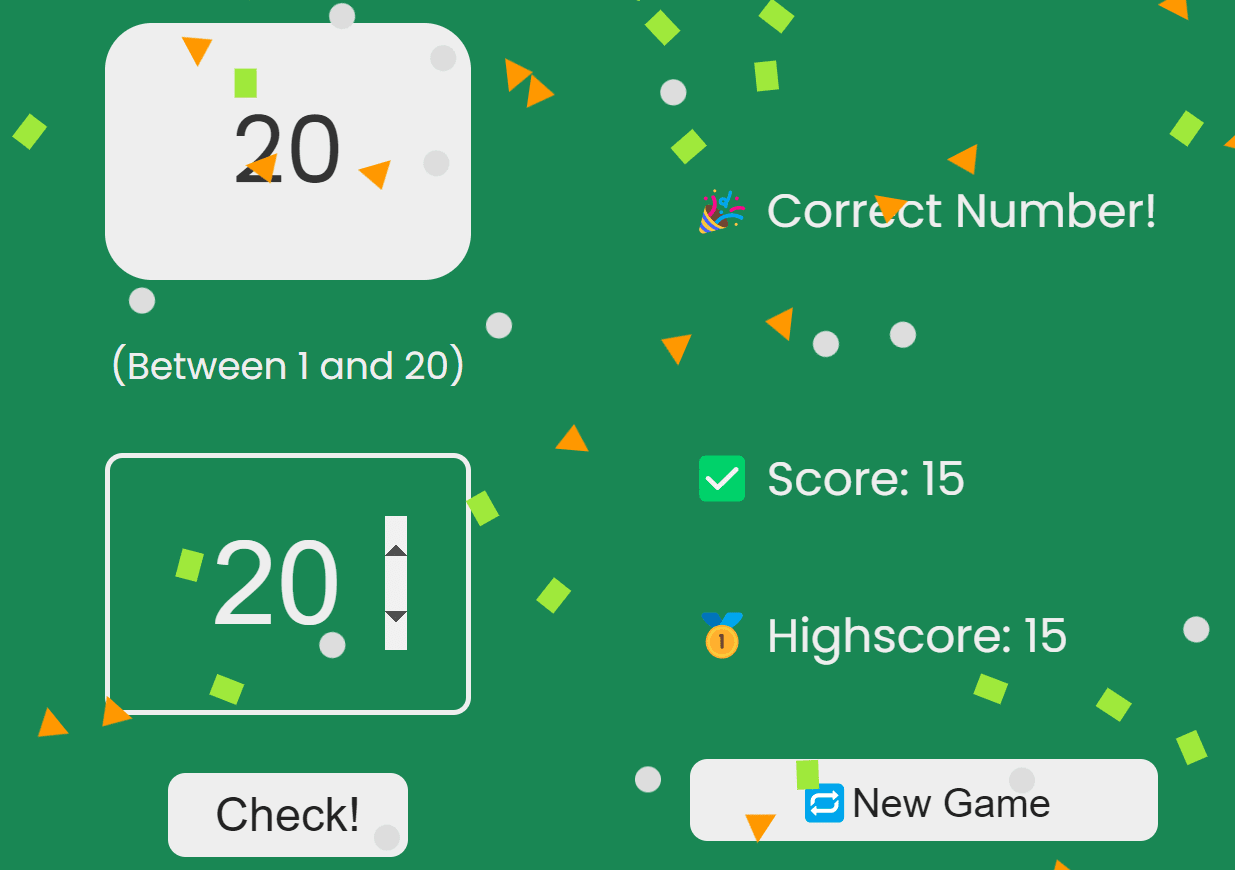 20
(Between 1 and 20)
20
Check!
🎉 Correct Number!
✅ Score: 15
🥇 Highscore: 15
🔁 New Game